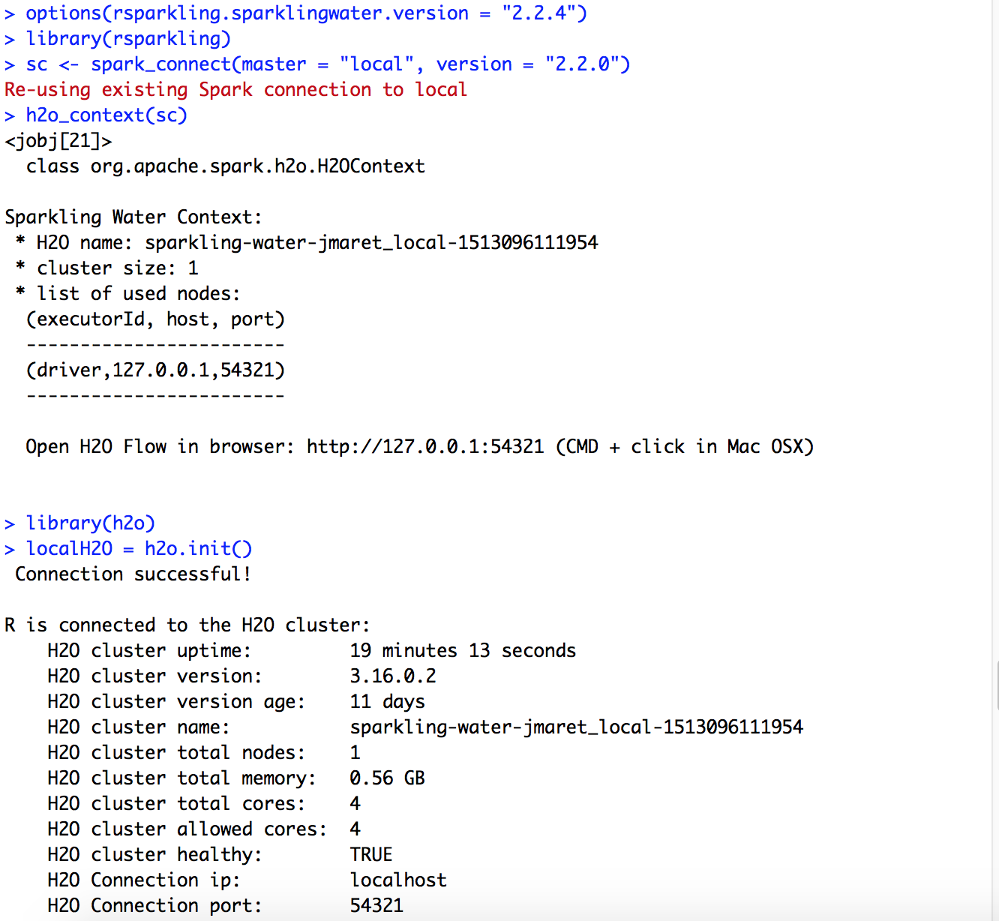 > options(rsparkling.sparklingwater.version = "2.2.4")
> library(rsparkling)
> sc <- spark_connect(master = "local", version = "2.2.0")
Re-using existing Spark connection to local
> h2o_context(sc)
<jobj[21]>
  class org.apache.spark.h2o.H2OContext

Sparkling Water Context:
 * H2O name: sparkling-water-jmaret_local-1513096111954
 * cluster size: 1
 * list of used nodes:
  (executorId, host, port)
  ------------------------
  (driver,127.0.0.1,54321)
  ------------------------

  Open H2O Flow in browser: http://127.0.0.1:54321 (CMD + click in Mac OSX)

> library(h2o)
> localH2O = h2o.init()
 Connection successful!

R is connected to the H2O cluster:
    H2O cluster uptime:         19 minutes 13 seconds
    H2O cluster version:        3.16.0.2
    H2O cluster version age:    11 days
    H2O cluster name:           sparkling-water-jmaret_local-1513096111954
    H2O cluster total nodes:    1
    H2O cluster total memory:   0.56 GB
    H2O cluster total cores:    4
    H2O cluster allowed cores:  4
    H2O cluster healthy:        TRUE
    H2O Connection ip:          localhost
    H2O Connection port:        54321